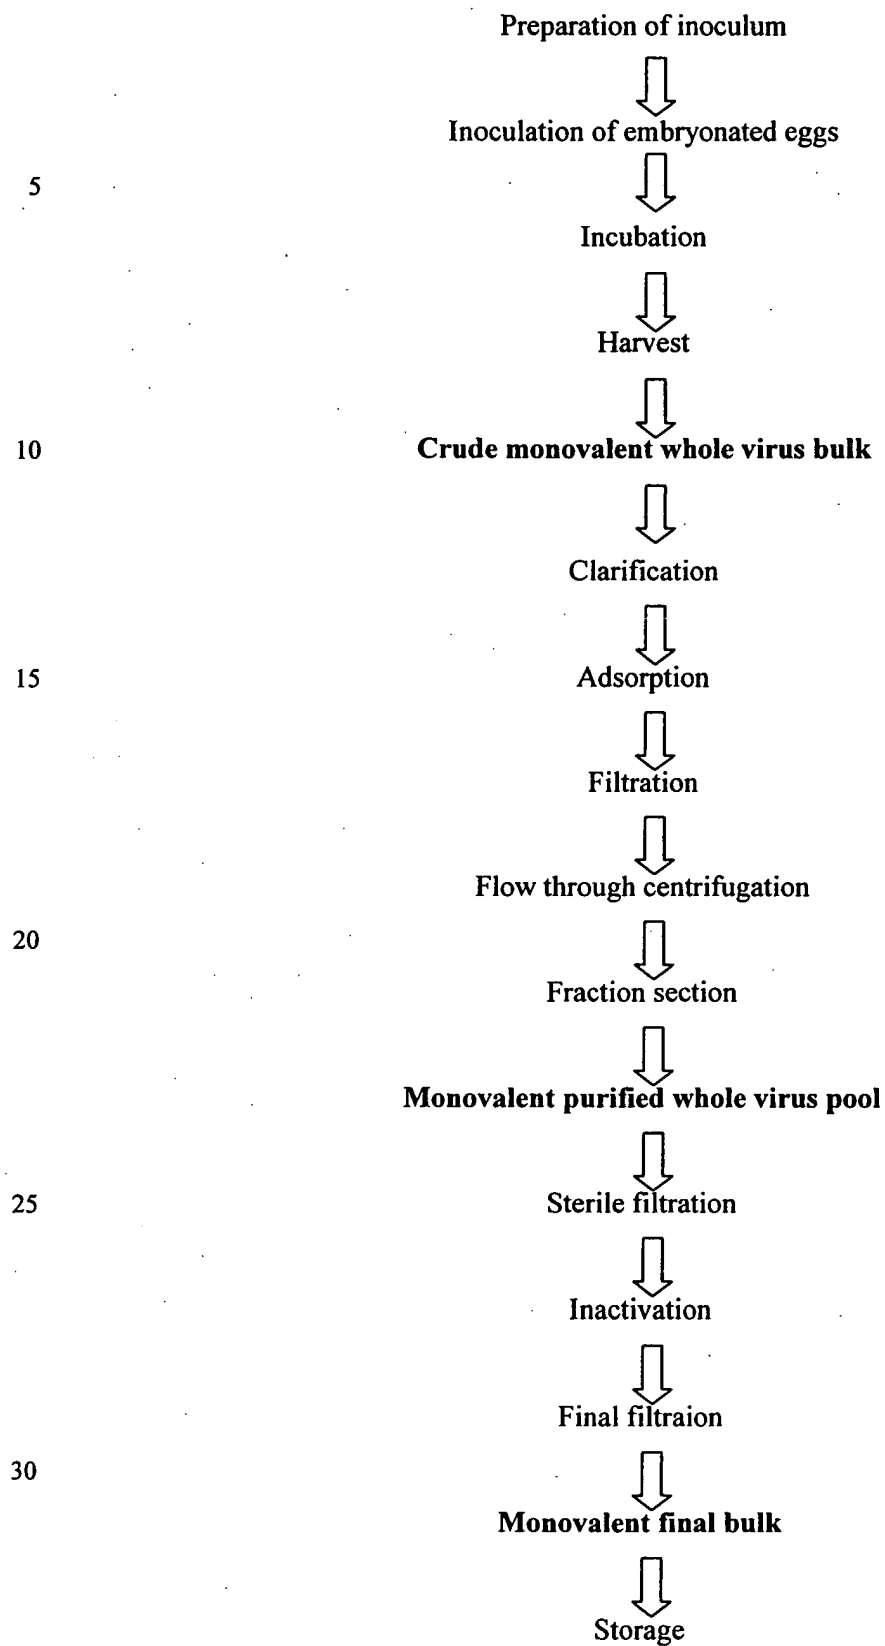 Preparation of inoculum
Inoculation of embryonated eggs
5
Incubation
Harvest
10
Crude monovalent whole virus bulk
Clarification
15
Adsorption
Filtration
Flow through centrifugation
20
Fraction section
Monovalent purified whole virus pool
25
Sterile filtration
Inactivation
Final filtraion
30
Monovalent final bulk
Storage